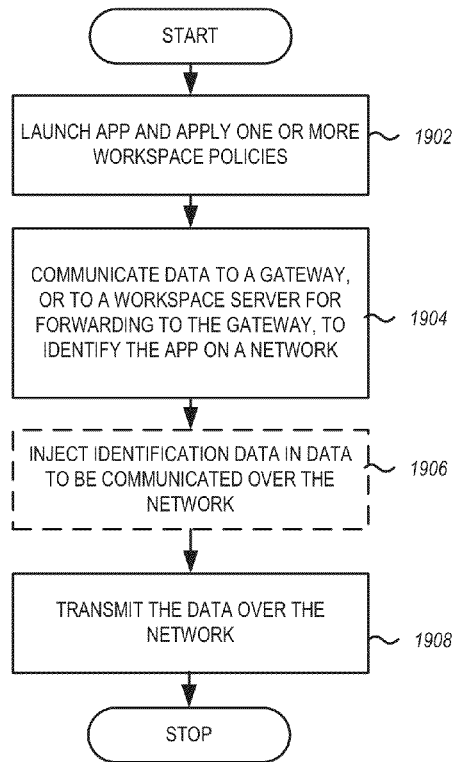 START
LAUNCH APP AND APPLY ONE OR MORE
WORKSPACE POLICIES
1902
COMMUNICATE DATA TO A GATEWAY,
OR TO A WORKSPACE SERVER FOR
FORWARDING TO THE GATEWAY, TO
IDENTIFY THE APP ON A NETWORK
1904
INJECT IDENTIFICATION DATA IN DATA
TO BE COMMUNICATED OVER THE
NETWORK
1906
TRANSMIT THE DATA OVER THE
NETWORK
1908
STOP